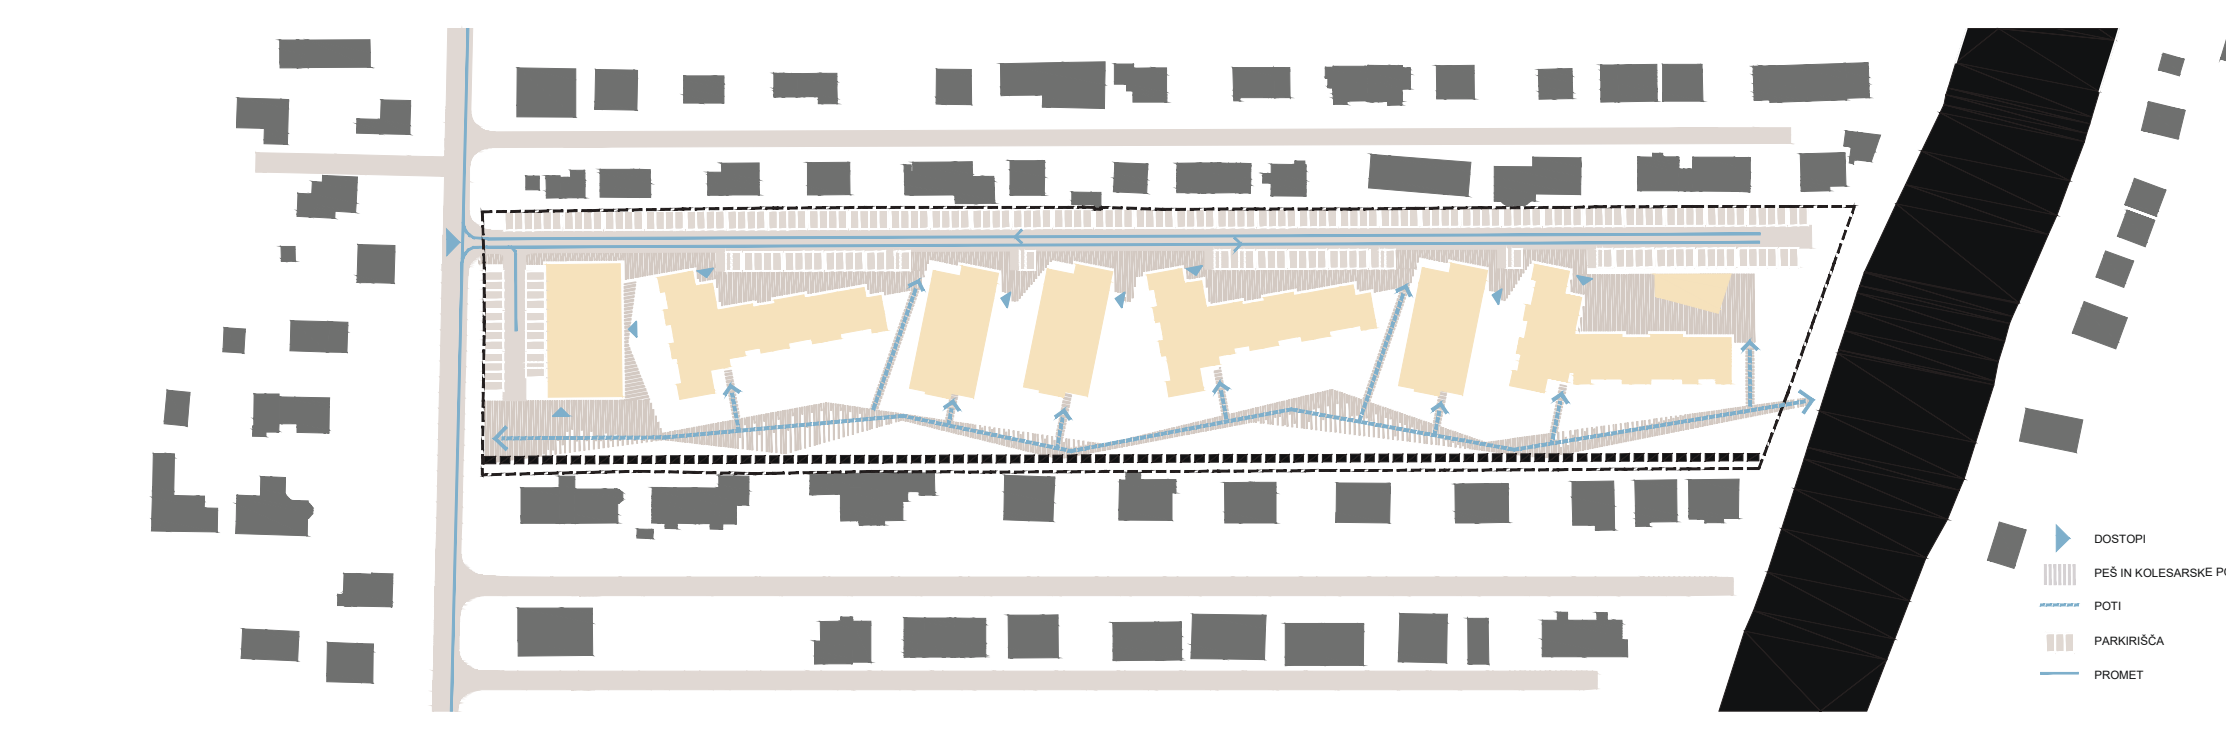 DOSTOPI
PEŠ IN KOLESARSKE
POTI
PARKIRIŠČA
PROMET